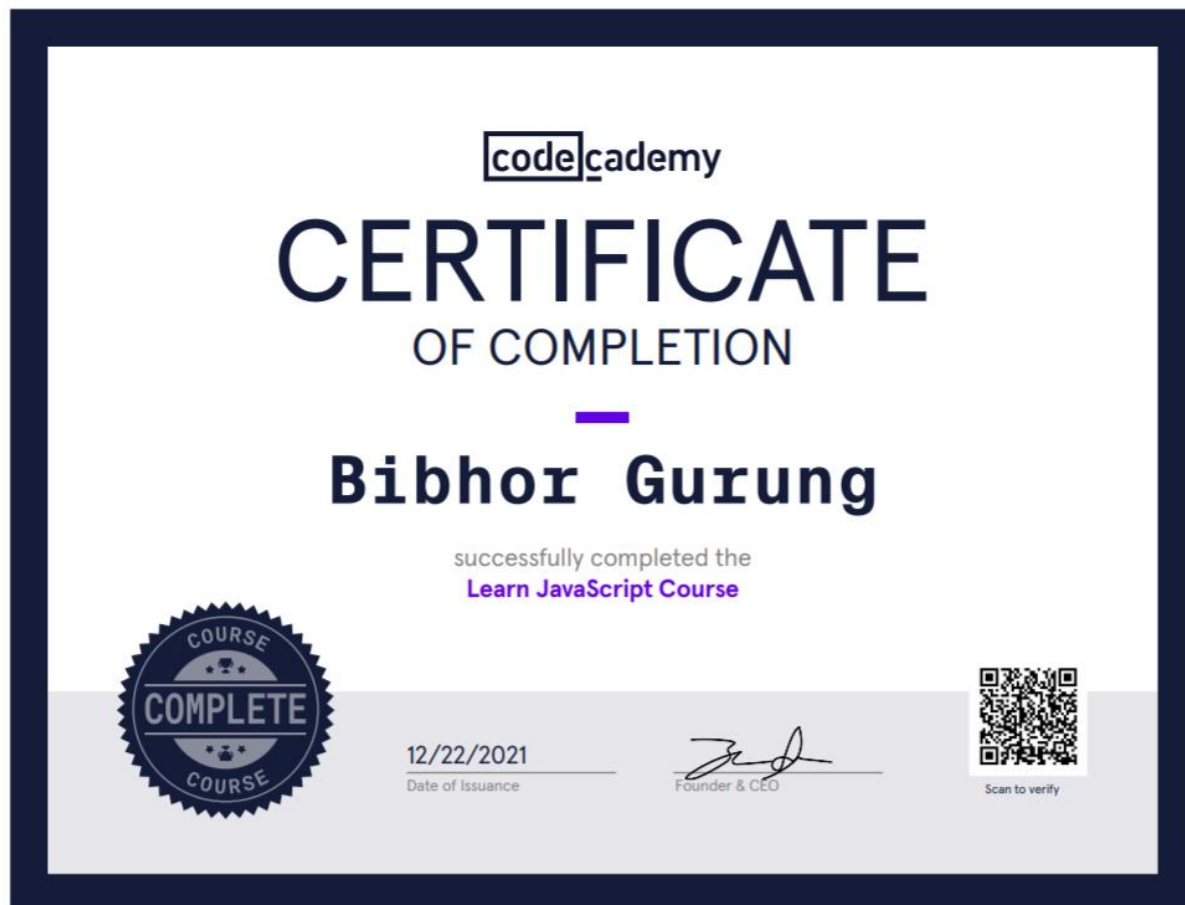 codecademy
CERTIFICATE
OF COMPLETION
Bibhor Gurung
successfully completed the
Learn JavaScript Course
COURSE
COMPLETE
COURSE
12/22/2021
Date of Issuance
Founder & CEO
Scan to verify